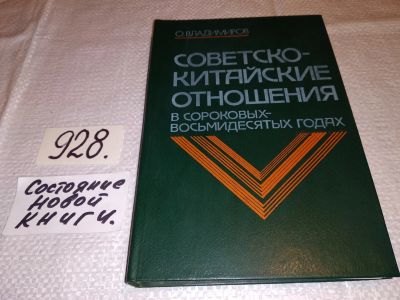 О.ВЛАДИМИРОВ
СОВЕТСКО-
КИТАЙСКИЕ
ОТНОШЕНИЯ
В СОРОКОВЫХ-
ВОСЬМИДЕСЯТЫХ ГОДАХ
928.
Состояние
новой
книги.